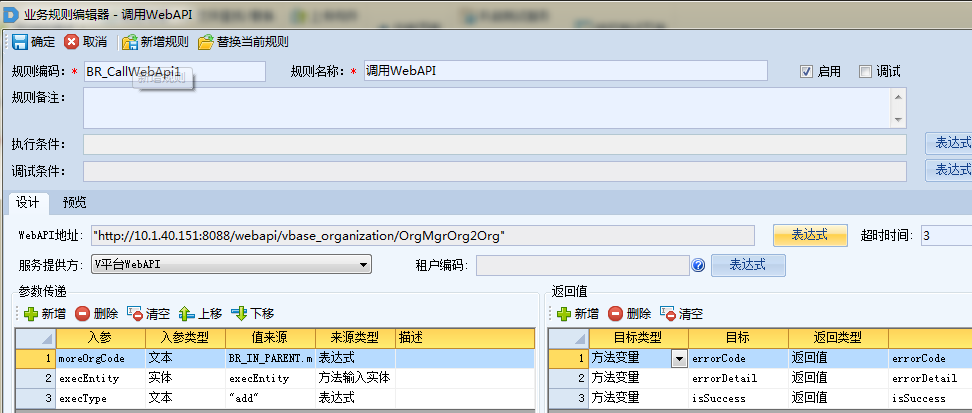 业务规则编辑器 - 调用WebAPI
确定 取消 新增规则 替换当前规则
规则编码：* BR_CallWebApi1 规则名称：* 调用WebAPI 启用 调试
新增规则
规则备注：
执行条件： 表达式
调试条件： 表达式
设计 预览
WebAPI地址： "http://10.1.40.151:8088/webapi/vbase_organization/OrgMgrOrg2Org" 表达式 超时时间： 3
服务提供方： V平台WebAPI 租户编码： 表达式
参数传递
新增 删除 清空 上移 下移
入参 入参类型 值来源 来源类型 描述
1 moreOrgCode 文本 BR_IN_PARENT.m 表达式
2 execEntity 实体 execEntity 方法输入实体
3 execType 文本 "add" 表达式
返回值
新增 删除 清空
目标类型 目标 返回类型
1 方法变量 errorCode 返回值 errorCode
2 方法变量 errorDetail 返回值 errorDetail
3 方法变量 isSuccess 返回值 isSuccess